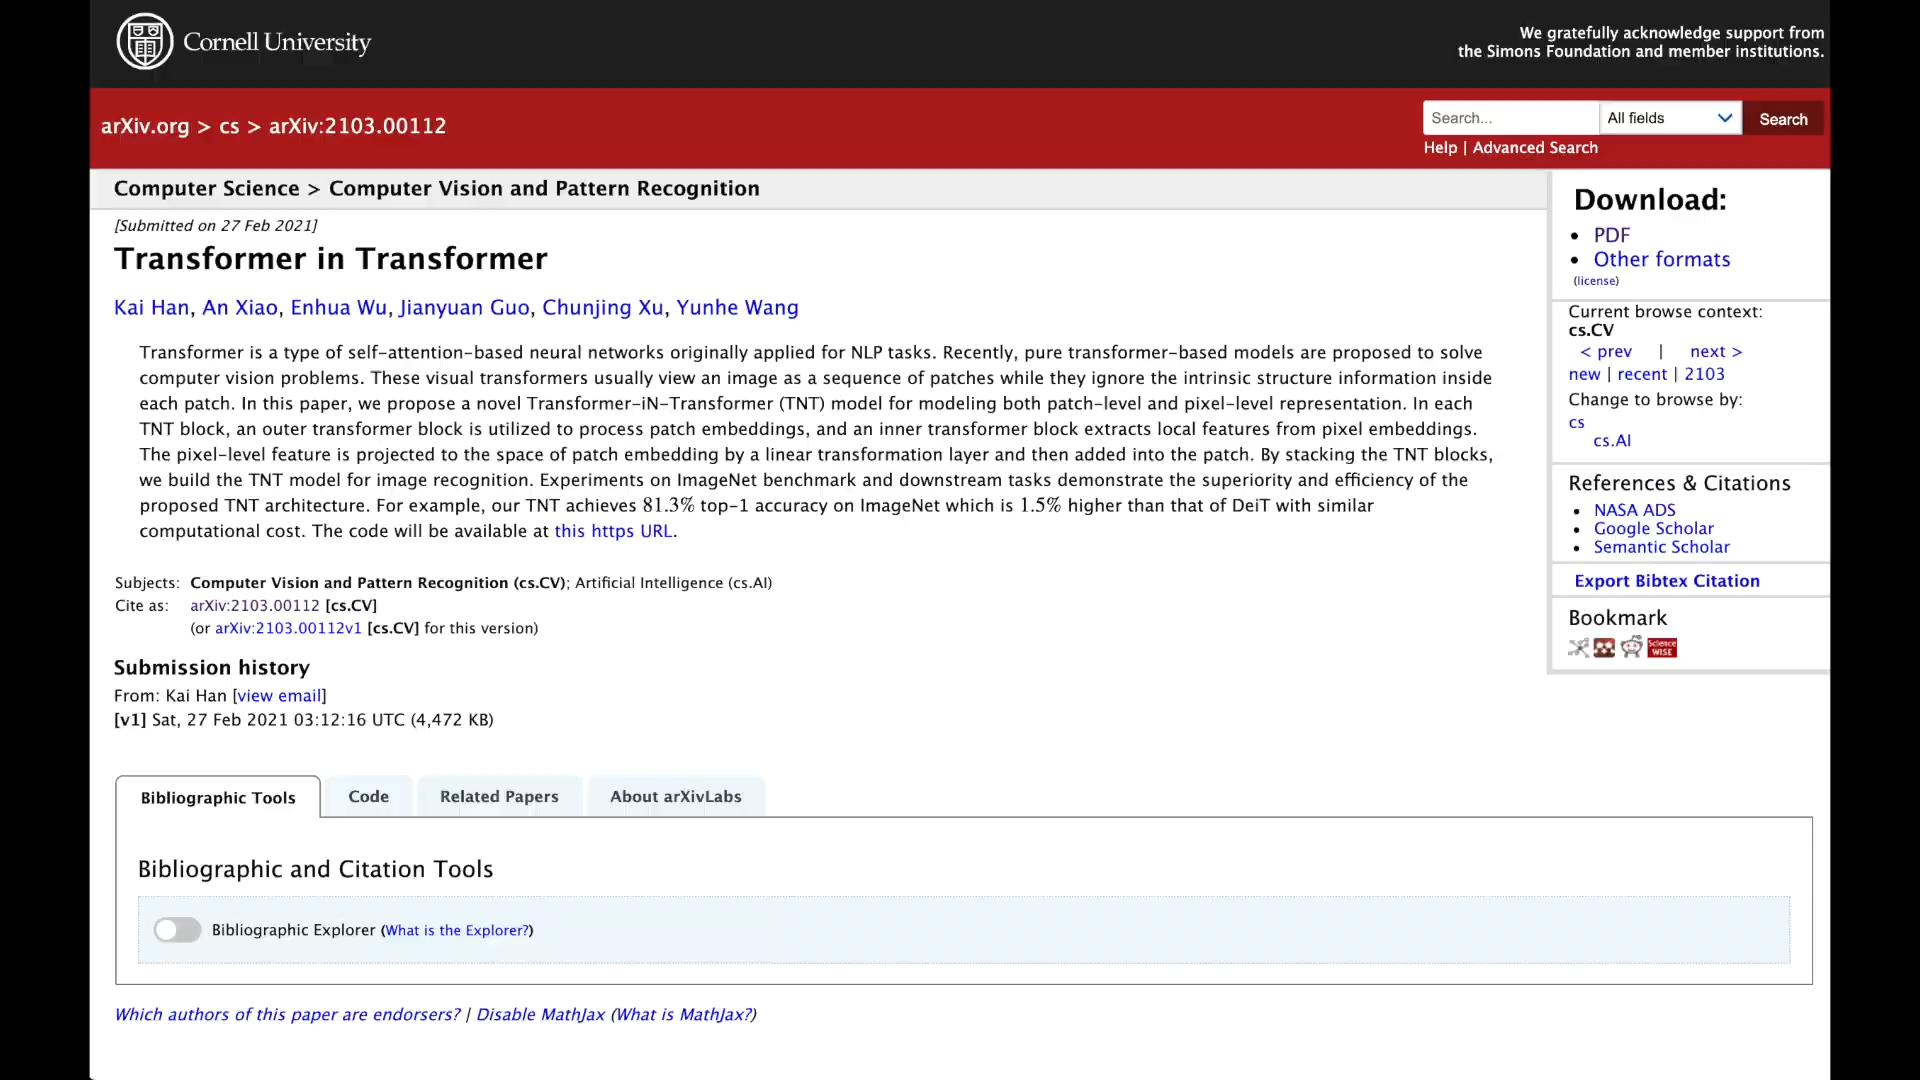 Cornell University
We gratefully acknowledge support from
the Simons Foundation and member institutions.
arXiv.org > cs > arXiv:2103.00112
Search...
All fields
Search
Help | Advanced Search
Computer Science > Computer Vision and Pattern Recognition
[Submitted on 27 Feb 2021]
Transformer in Transformer
Kai Han, An Xiao, Enhua Wu, Jianyuan Guo, Chunjing Xu, Yunhe Wang
Transformer is a type of self-attention-based neural networks originally applied for NLP tasks. Recently, pure transformer-based models are proposed to solve
computer vision problems. These visual transformers usually view an image as a sequence of patches while they ignore the intrinsic structure information inside
each patch. In this paper, we propose a novel Transformer-iN-Transformer (TNT) model for modeling both patch-level and pixel-level representation. In each
TNT block, an outer transformer block is utilized to process patch embeddings, and an inner transformer block extracts local features from pixel embeddings.
The pixel-level feature is projected to the space of patch embedding by a linear transformation layer and then added into the patch. By stacking the TNT blocks,
we build the TNT model for image recognition. Experiments on ImageNet benchmark and downstream tasks demonstrate the superiority and efficiency of the
proposed TNT architecture. For example, our TNT achieves 81.3% top-1 accuracy on ImageNet which is 1.5% higher than that of DeiT with similar
computational cost. The code will be available at this https URL.
Subjects: Computer Vision and Pattern Recognition (cs.CV); Artificial Intelligence (cs.AI)
Cite as: arXiv:2103.00112 [cs.CV]
(or arXiv:2103.00112v1 [cs.CV] for this version)
Submission history
From: Kai Han [view email]
[v1] Sat, 27 Feb 2021 03:12:16 UTC (4,472 KB)
Download:
PDF
Other formats
(license)
Current browse context:
cs.CV
< prev | next >
new | recent | 2103
Change to browse by:
cs
cs.AI
References & Citations
NASA ADS
Google Scholar
Semantic Scholar
Export Bibtex Citation
Bookmark
Science
WISE
Bibliographic Tools
Code
Related Papers
About arXivLabs
Bibliographic and Citation Tools
Bibliographic Explorer (What is the Explorer?)
Which authors of this paper are endorsers? | Disable MathJax (What is MathJax?)